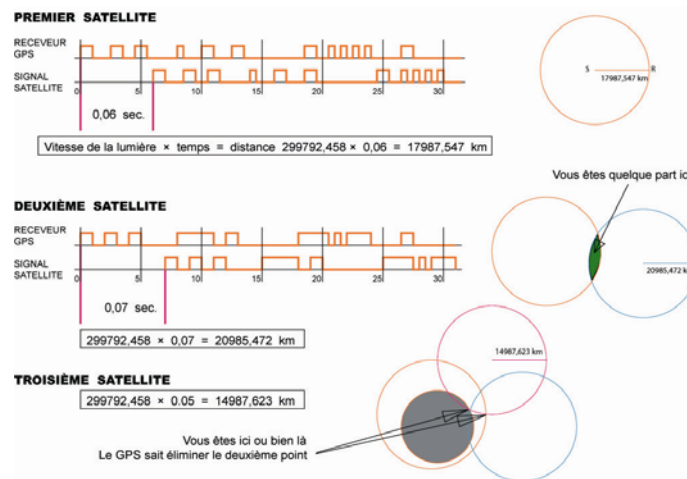 PREMIER SATELLITE
RECEVEUR
GPS
SIGNAL
SATELLITE
0 5 10 15 20 25 30
0,06 sec.
S R
17987,547 km
Vitesse de la lumière × temps = distance 299792,458 × 0,06 = 17987,547 km
Vous êtes quelque part ic
DEUXIÈME SATELLITE
RECEVEUR
GPS
SIGNAL
SATELLITE
0 5 10 15 20 25 30
0,07 sec.
20985,472 k
299792,458 × 0,07 = 20985,472 km
14987,623 km
TROISIÈME SATELLITE
299792,458 × 0.05 = 14987,623 km
Vous êtes ici ou bien là
Le GPS sait éliminer le deuxième point